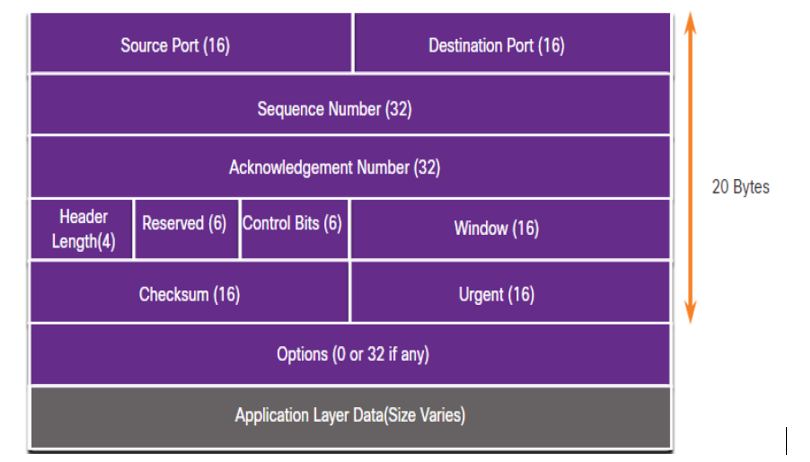 Source Port (16)
Destination Port (16)
Sequence Number (32)
Acknowledgement Number (32)
20 Bytes
Header
Length(4)
Reserved (6)
Control Bits (6)
Window (16)
Checksum (16)
Urgent (16)
Options (0 or 32 if any)
Application Layer Data(Size Varies)